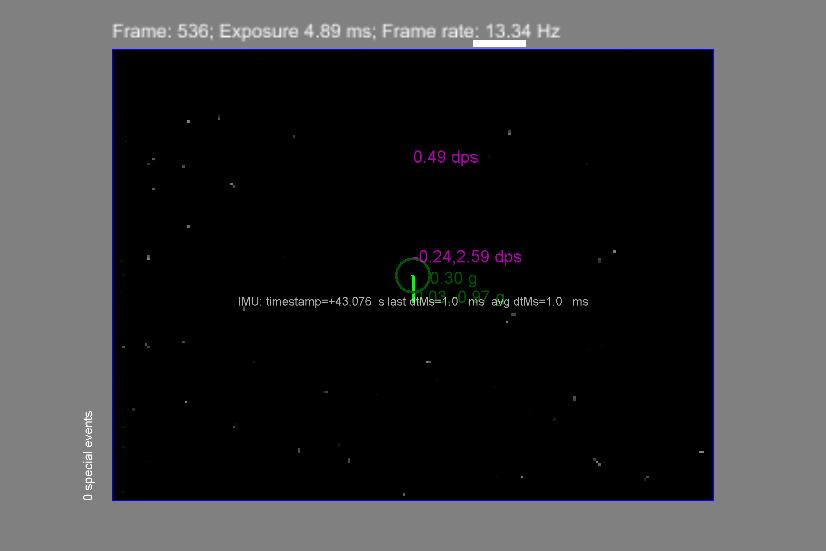 Frame: 536; Exposure 4.89 ms; Frame rate: 13.34 Hz
0.49 dps
-0.24,2.59 dps
0.30 g
-0.97 g
IMU: timestamp=+43.076 s last dtMs=1.0 ms avg dtMs=1.0 ms
0 special events